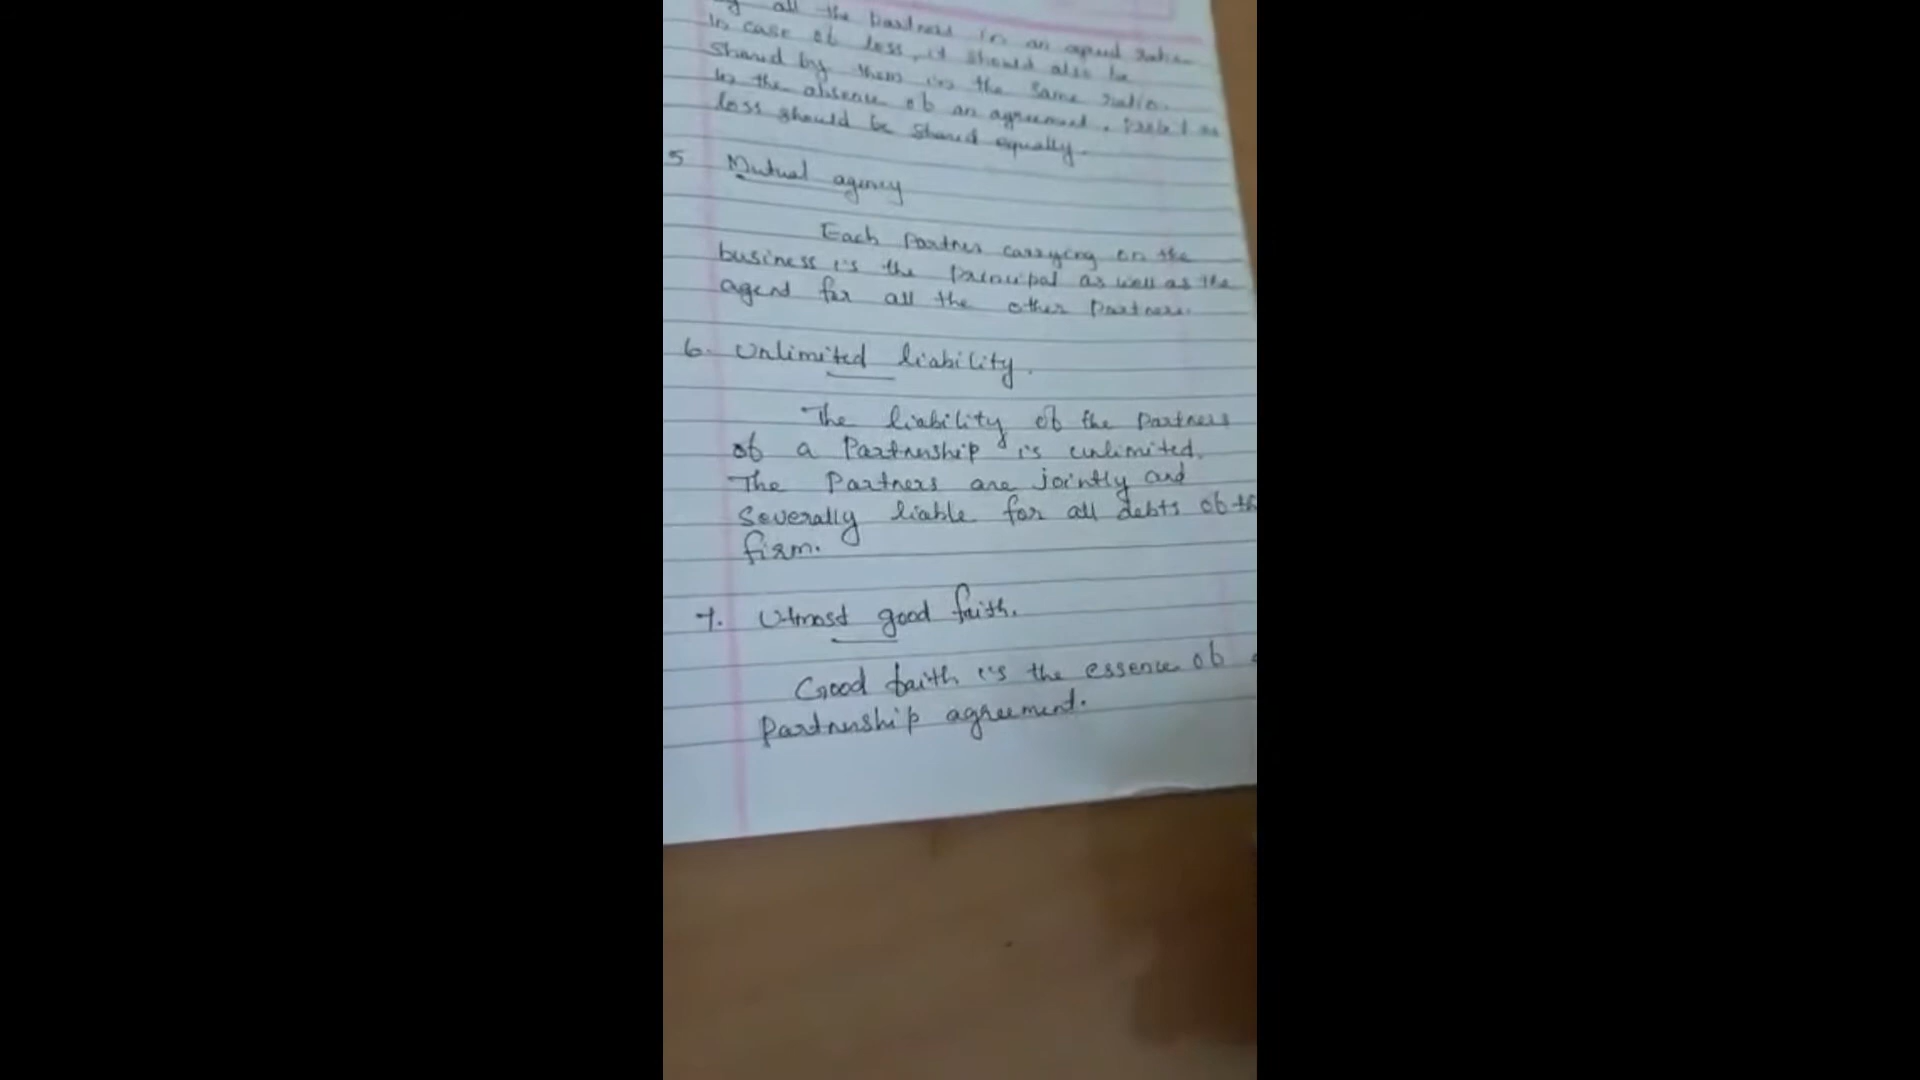 all the partners in an agreed ratio.
In case of loss, it should also be
shared by them in the same ratio.
In the absence of an agreement, profit or
loss should be shared equally.
5 Mutual agency
Each Partner carrying on the
business is the Principal as well as the
agent for all the other Partners.
6. Unlimited liability.
The liability of the Partners
of a Partnership is unlimited.
The Partners are jointly and
Severally liable for all debts of th
firm.
7. Utmost good faith.
Good faith is the essence of
Partnership agreement.